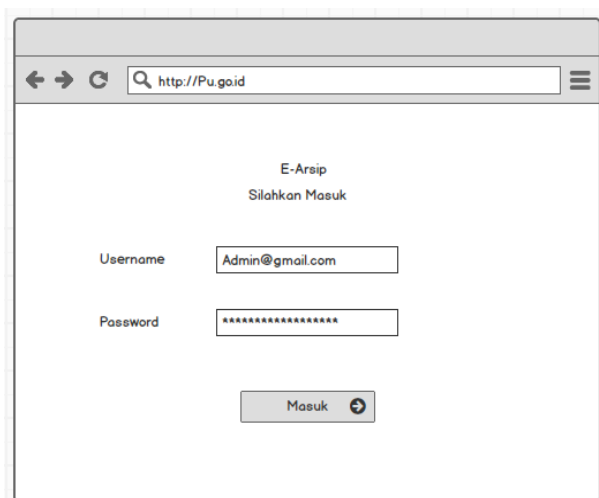 http://Pu.go.id
E-Arsip
Silahkan Masuk
Username Admin@gmail.com
Password ******************
Masuk